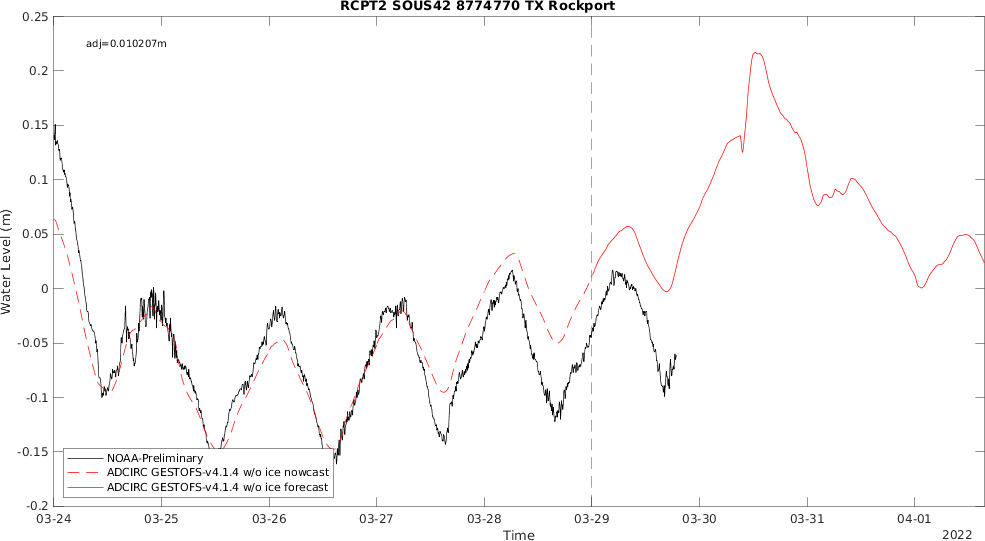 RCPT2 SOUS42 8774770 TX Rockport
adj=0.010207m
Water Level (m)
0.25
0.2
0.15
0.1
0.05
0
-0.05
-0.1
-0.15
-0.2
NOAA-Preliminary
ADCIRC GESTOFS-v4.1.4 w/o ice nowcast
ADCIRC GESTOFS-v4.1.4 w/o ice forecast
03-24 03-25 03-26 03-27 03-28 03-29 03-30 03-31 04-01
Time
2022